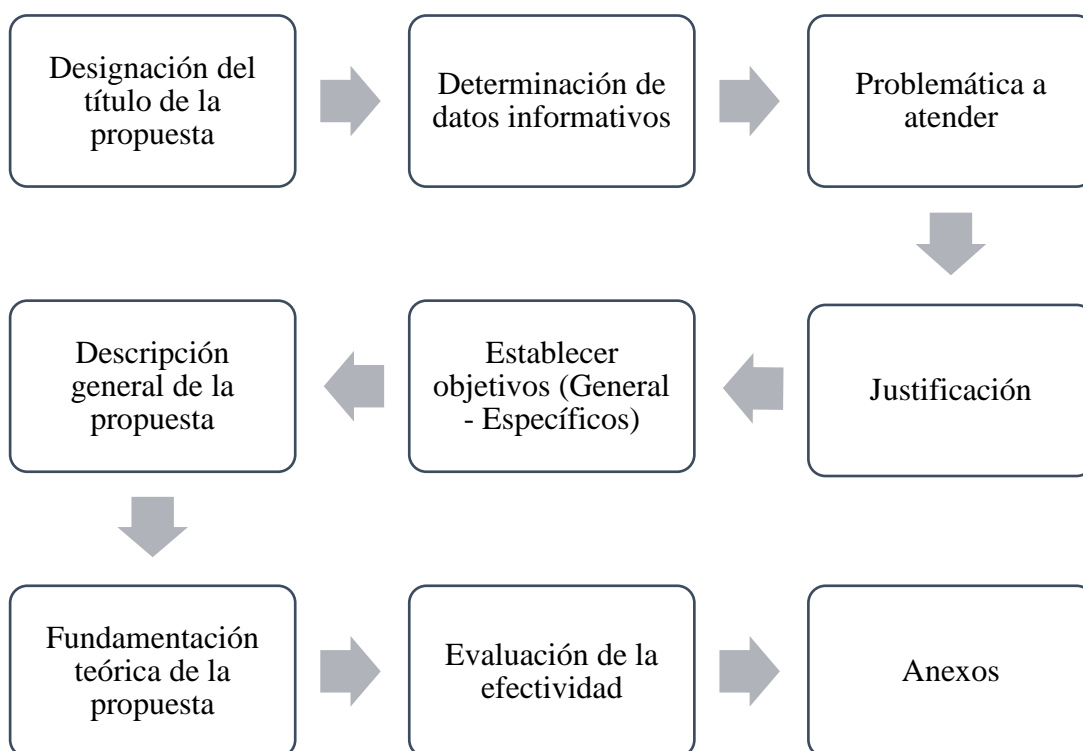 Designación del
título de la
propuesta
Determinación de
datos informativos
Problemática a
atender
Justificación
Establecer
objetivos (General
- Específicos)
Descripción
general de la
propuesta
Fundamentación
teórica de la
propuesta
Evaluación de la
efectividad
Anexos